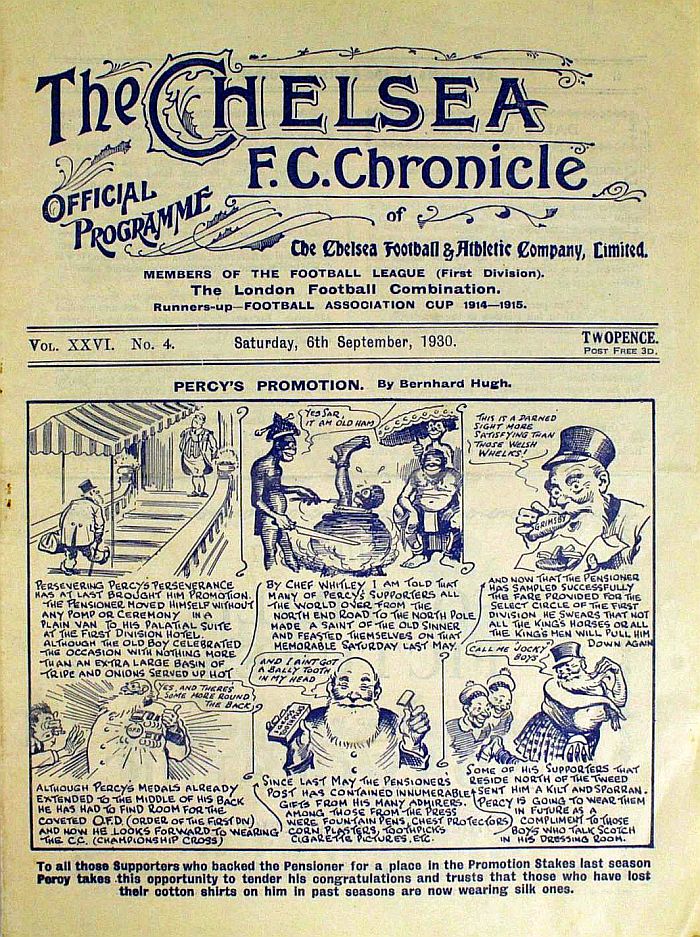 The CHELSEA
F.C. Chronicle
OFFICIAL
PROGRAMME
of
The Chelsea Football & Athletic Company, Limited.
MEMBERS OF THE FOOTBALL LEAGUE (First Division).
The London Football Combination.
Runners-up—FOOTBALL ASSOCIATION CUP 1914—1915.
VOL. XXVI. No. 4.
Saturday, 6th September, 1930.
TWOPENCE.
POST FREE 3D.
PERCY'S PROMOTION. By Bernhard Hugh.
YES SAR,
IT AM OLD HAM
THIS IS A DARNED
SIGHT MORE
SATISFYING THAN
THOSE WELSH
WHELKS!
GRIMSBY
PERSEVERING PERCY'S PERSEVERANCE
HAS AT LAST BROUGHT HIM PROMOTION.
THE PENSIONER MOVED HIMSELF WITHOUT
ANY POMP OR CEREMONY IN A
PLAIN VAN TO HIS PALATIAL SUITE
AT THE FIRST DIVISION HOTEL.
ALTHOUGH THE OLD BOY CELEBRATED
THE OCCASION WITH NOTHING MORE
THAN AN EXTRA LARGE BASIN OF
TRIPE AND ONIONS SERVED UP HOT
BY CHEF WHITLEY I AM TOLD THAT
MANY OF PERCY'S SUPPORTERS ALL
THE WORLD OVER FROM THE
NORTH END ROAD TO THE NORTH POLE
MADE A SAINT OF THE OLD SINNER
AND FEASTED THEMSELVES ON THAT
MEMORABLE SATURDAY LAST MAY.
AND NOW THAT THE PENSIONER
HAS SAMPLED SUCCESSFULLY
THE FARE PROVIDED FOR THE
SELECT CIRCLE OF THE FIRST
DIVISION HE SWEARS THAT NOT
ALL THE KING'S HORSES OR ALL
THE KING'S MEN WILL PULL HIM
DOWN AGAIN
YES, AND THERE'S
SOME MORE ROUND
THE BACK
AND I AIN'T GOT
A BALLY TOOTH
IN MY HEAD
CALL ME JOCKY
BOYS
ALTHOUGH PERCY'S MEDALS ALREADY
EXTENDED TO THE MIDDLE OF HIS BACK
HE HAS HAD TO FIND ROOM FOR THE
COVETED O.F.D. (ORDER OF THE FIRST DIV)
AND NOW HE LOOKS FORWARD TO WEARING
THE C.C. (CHAMPIONSHIP CROSS)
SINCE LAST MAY THE PENSIONERS
POST HAS CONTAINED INNUMERABLE
GIFTS FROM HIS MANY ADMIRERS.
AMONG THOSE FROM THE PRESS
WERE FOUNTAIN PENS, CHEST PROTECTORS
CORN PLASTERS, TOOTHPICKS
CIGARETTE PICTURES, ETC.
SOME OF HIS SUPPORTERS THAT
RESIDE NORTH OF THE TWEED
SENT HIM A KILT AND SPORRAN.
PERCY IS GOING TO WEAR THEM
IN FUTURE AS A
COMPLIMENT TO THOSE
BOYS WHO TALK SCOTCH
IN HIS DRESSING ROOM.
To all those Supporters who backed the Pensioner for a place in the Promotion Stakes last season
Percy takes this opportunity to tender his congratulations and trusts that those who have lost
their cotton shirts on him in past seasons are now wearing silk ones.